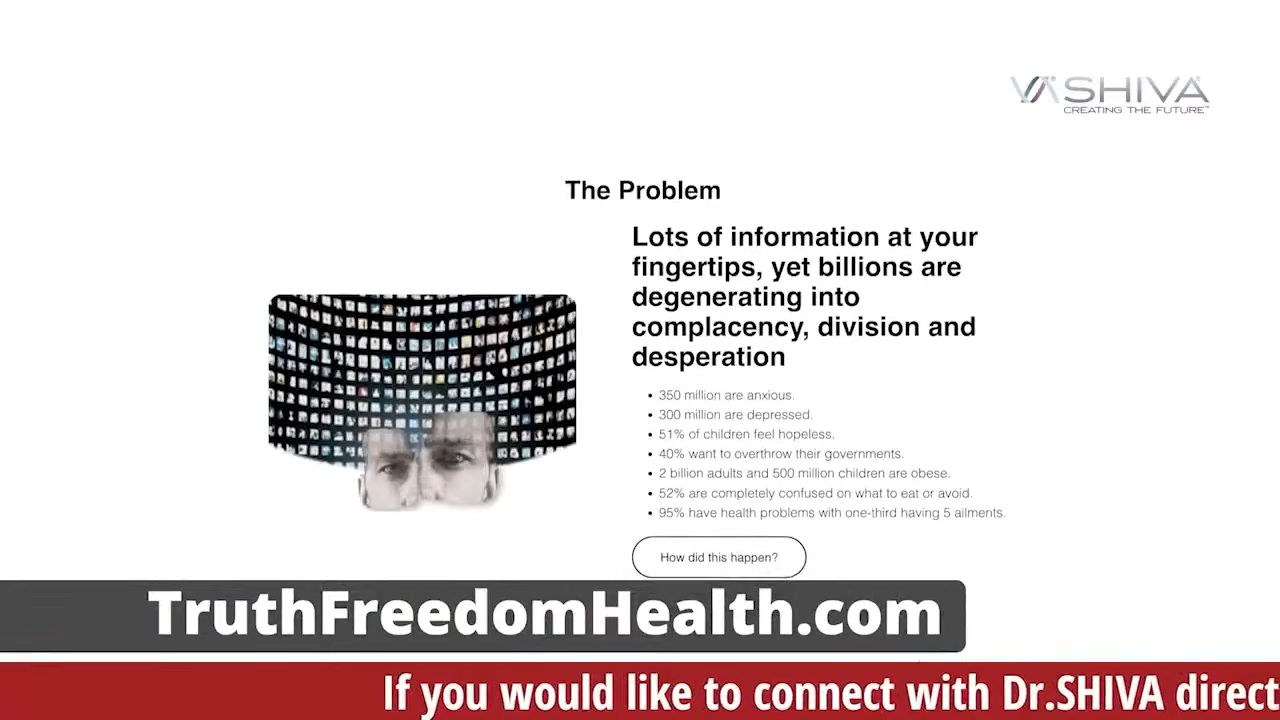 VA SHIVA
CREATING THE FUTURE™
The Problem
Lots of information at your
fingertips, yet billions are
degenerating into
complacency, division and
desperation
• 350 million are anxious.
• 300 million are depressed.
• 51% of children feel hopeless.
• 40% want to overthrow their governments.
• 2 billion adults and 500 million children are obese.
• 52% are completely confused on what to eat or avoid.
• 95% have health problems with one-third having 5 ailments.
How did this happen?
TruthFreedomHealth.com
If you would like to connect with Dr.SHIVA direct